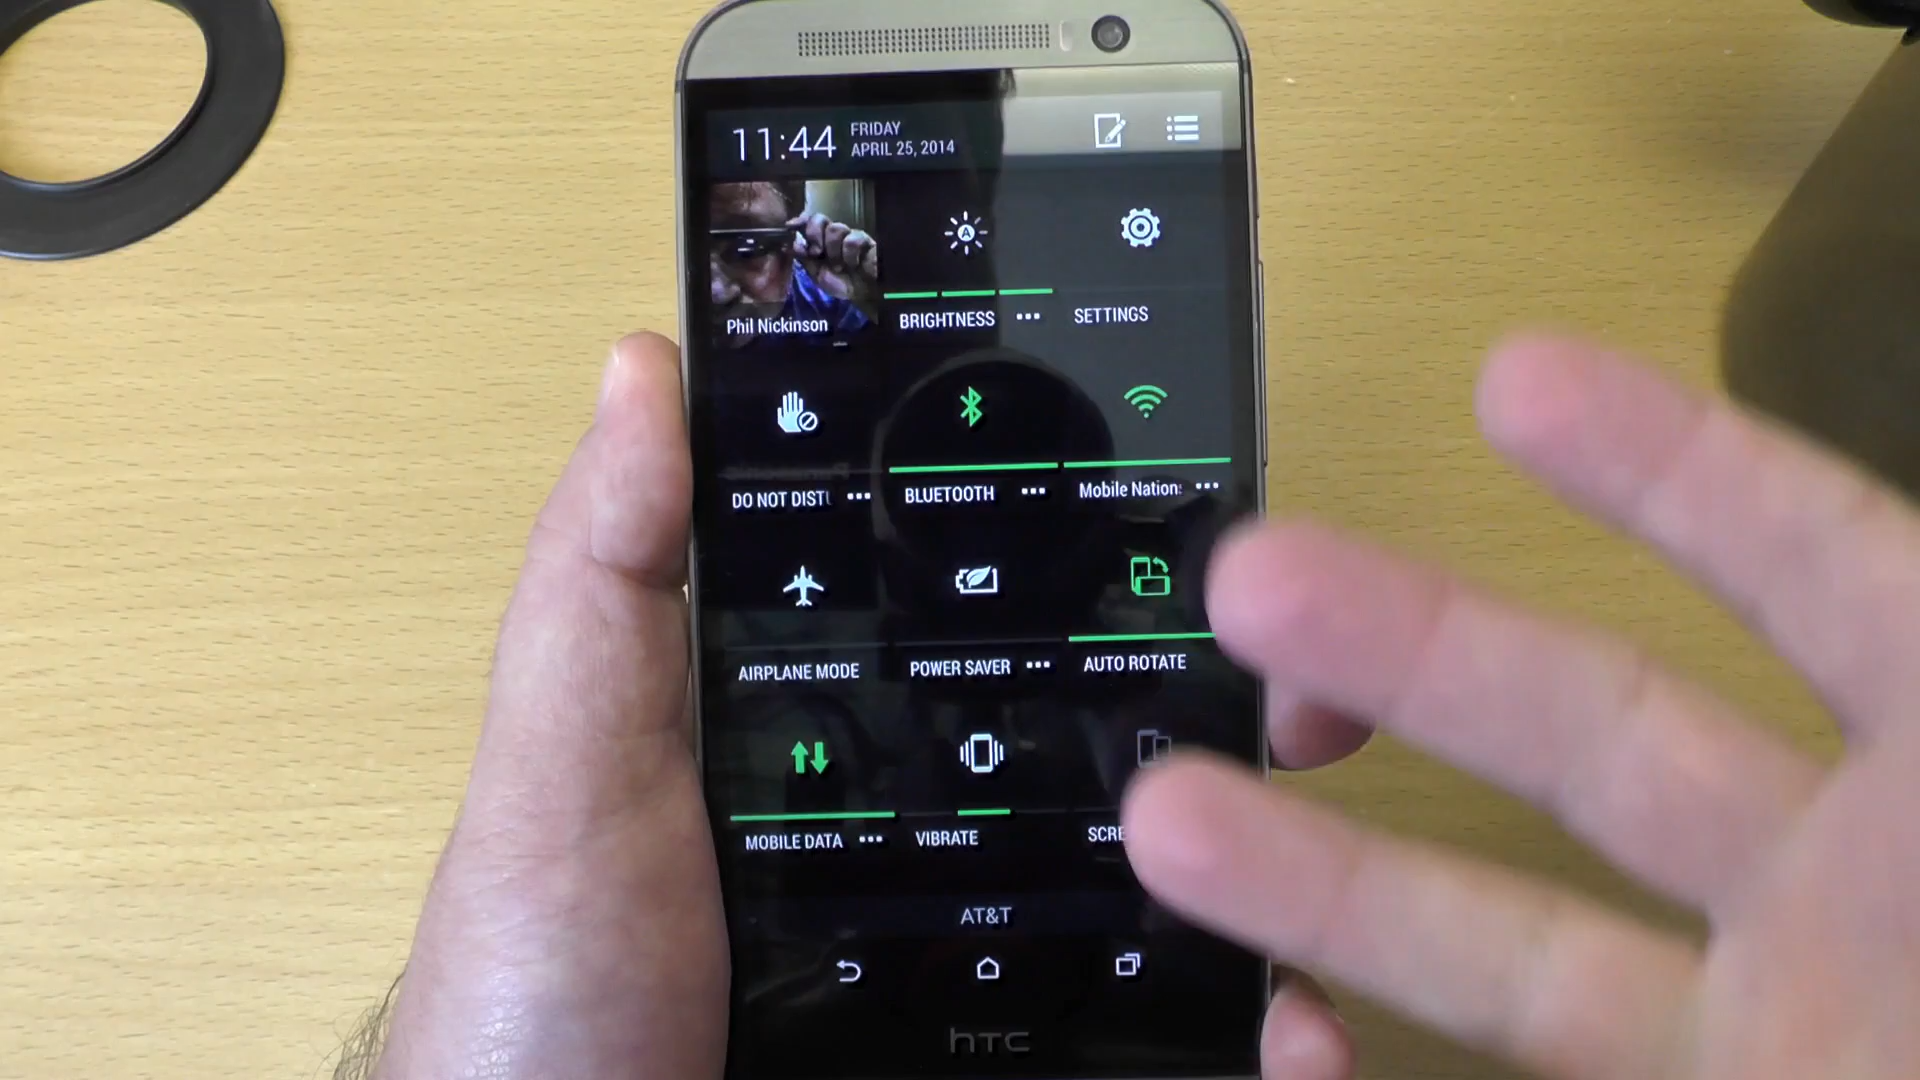 11:44
FRIDAY
APRIL 25, 2014
Phil Nickinson
BRIGHTNESS
SETTINGS
DO NOT DIST
BLUETOOTH
Mobile Nation
AIRPLANE MODE
POWER SAVER
AUTO ROTATE
MOBILE DATA
VIBRATE
SCRE
AT&T
hTC